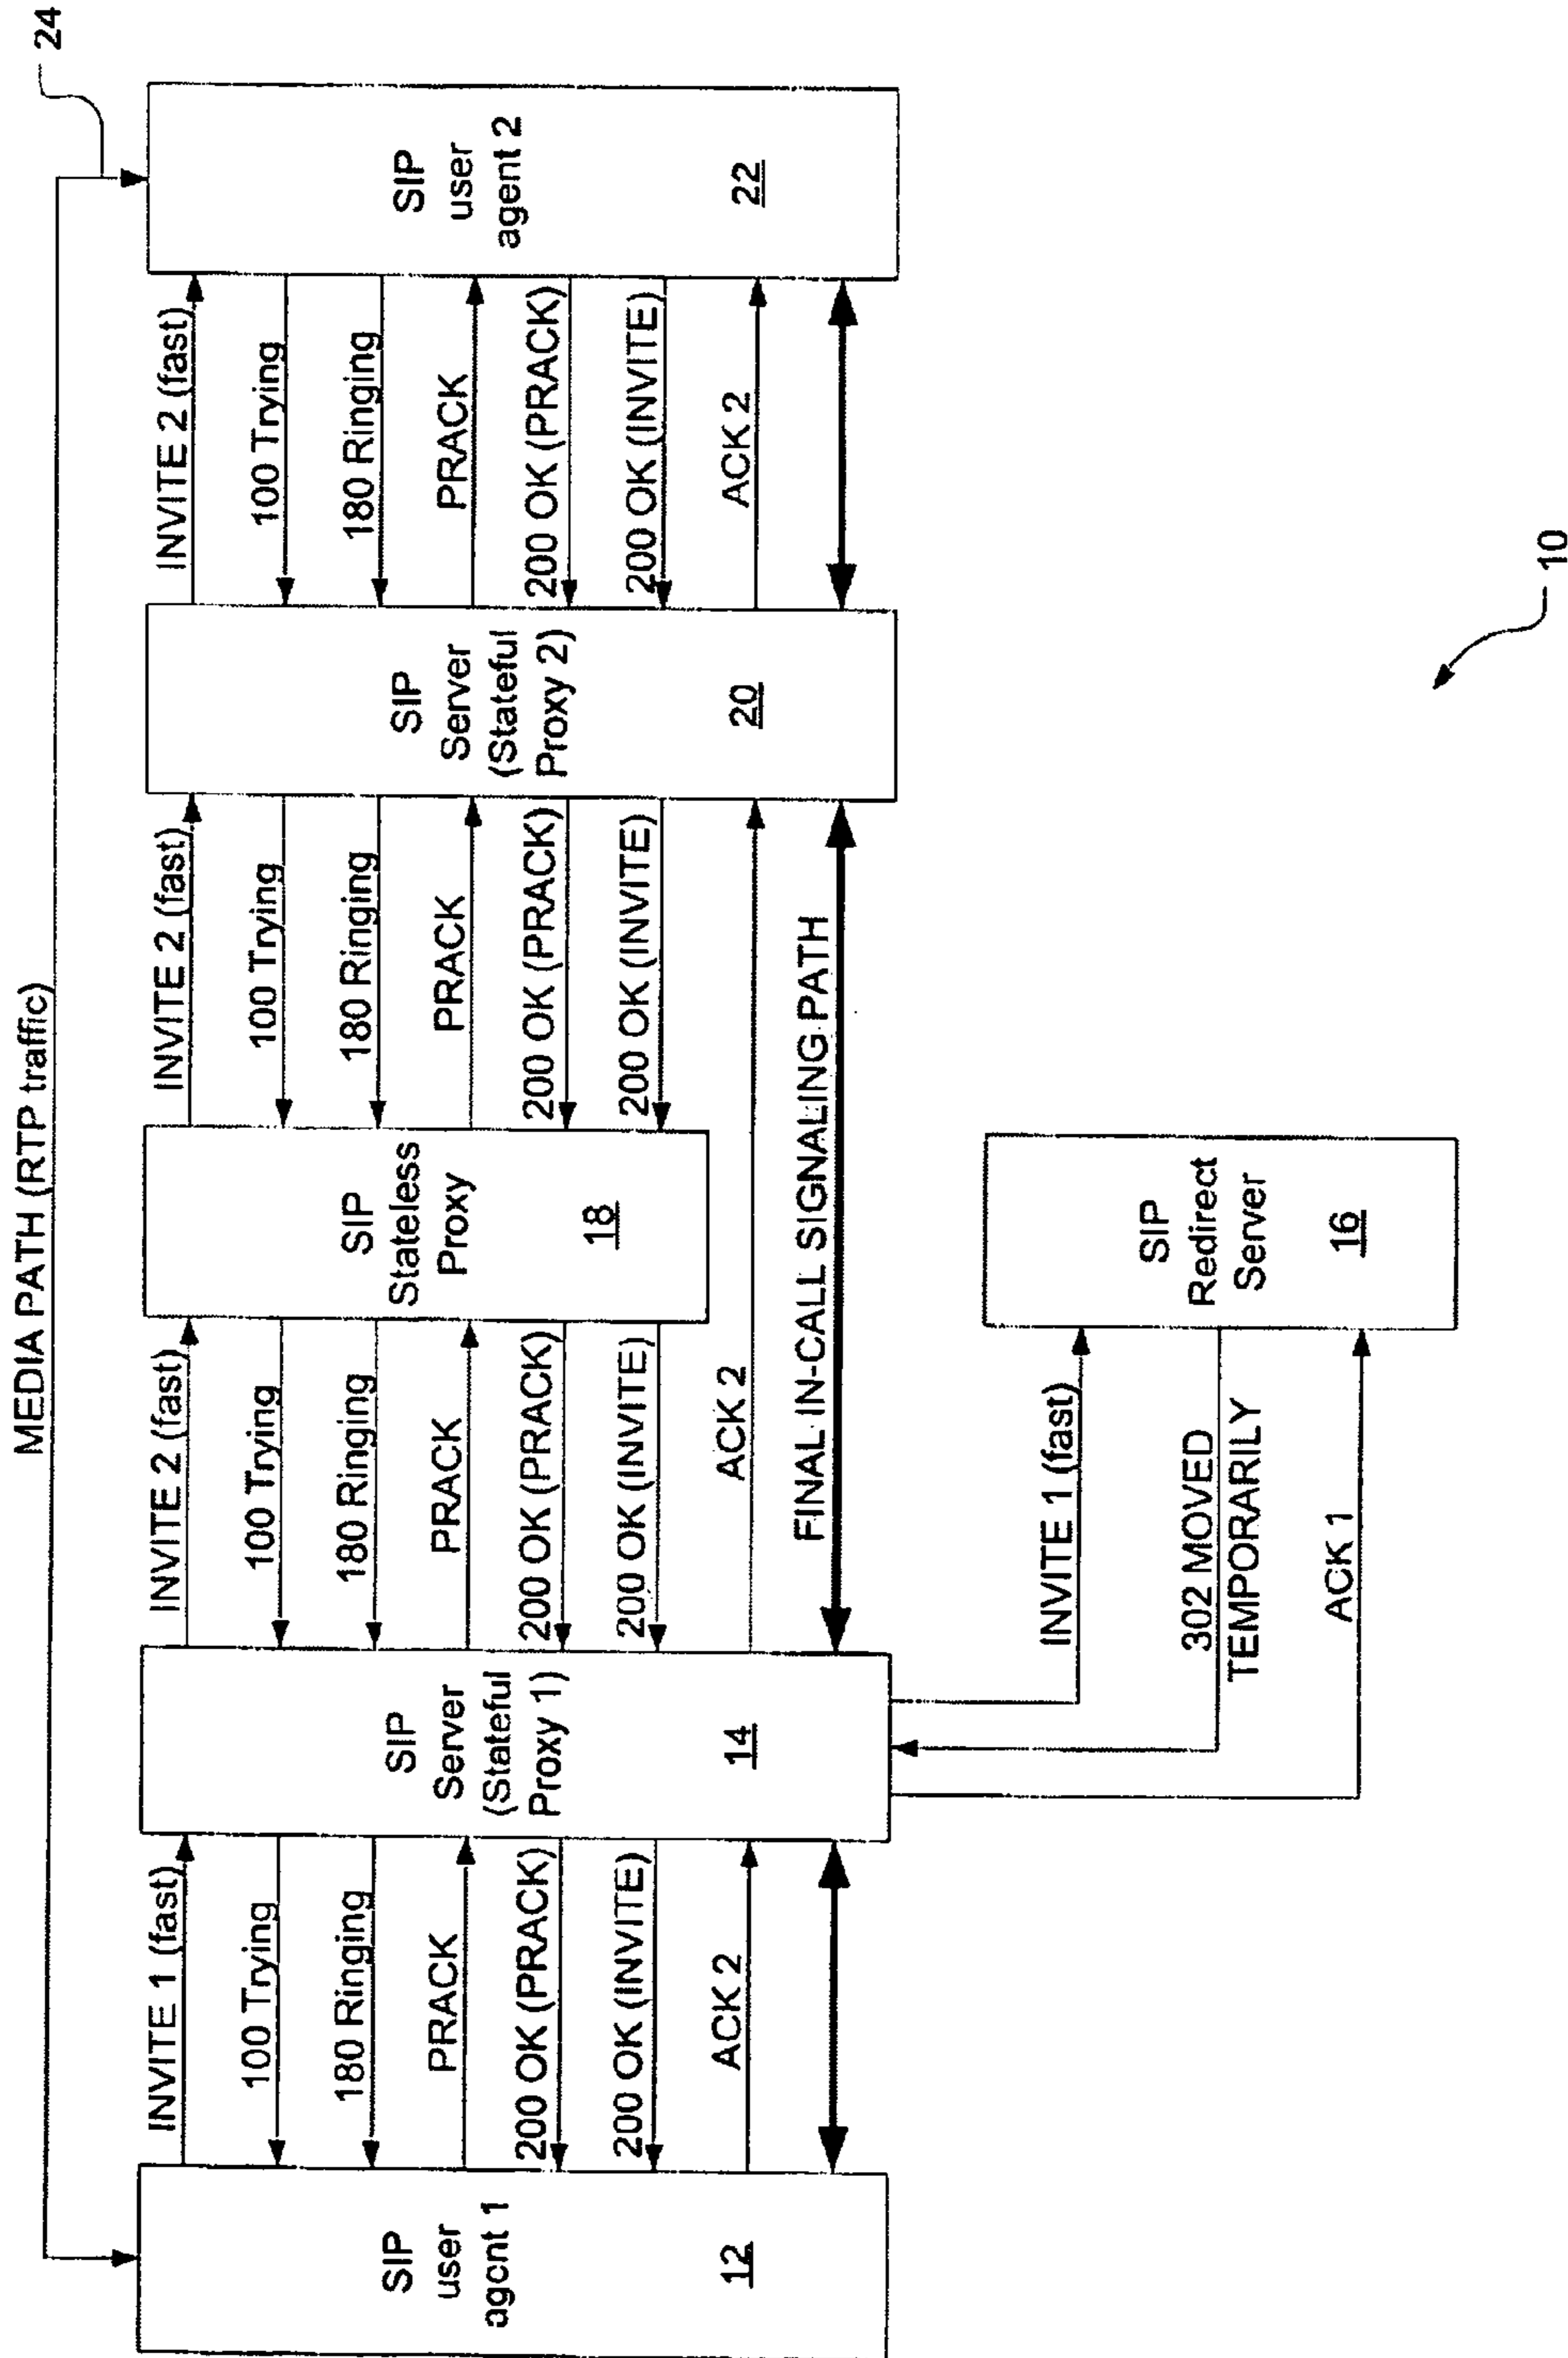 MEDIA PATH (RTP traffic)
24
SIP
user
agent 1
12
INVITE 1 (fast)
100 Trying
180 Ringing
PRACK
200 OK (PRACK)
200 OK (INVITE)
ACK 2
SIP
Server
(Stateful
Proxy 1)
14
INVITE 2 (fast)
100 Trying
180 Ringing
PRACK
200 OK (PRACK)
200 OK (INVITE)
ACK 2
FINAL IN-CALL SIGNALING PATH
SIP
Stateless
Proxy
18
INVITE 2 (fast)
100 Trying
180 Ringing
PRACK
200 OK (PRACK)
200 OK (INVITE)
SIP
Server
(Stateful
Proxy 2)
20
INVITE 2 (fast)
100 Trying
180 Ringing
PRACK
200 OK (PRACK)
200 OK (INVITE)
ACK 2
SIP
user
agent 2
22
INVITE 1 (fast)
302 MOVED
TEMPORARILY
ACK 1
SIP
Redirect
Server
16
10